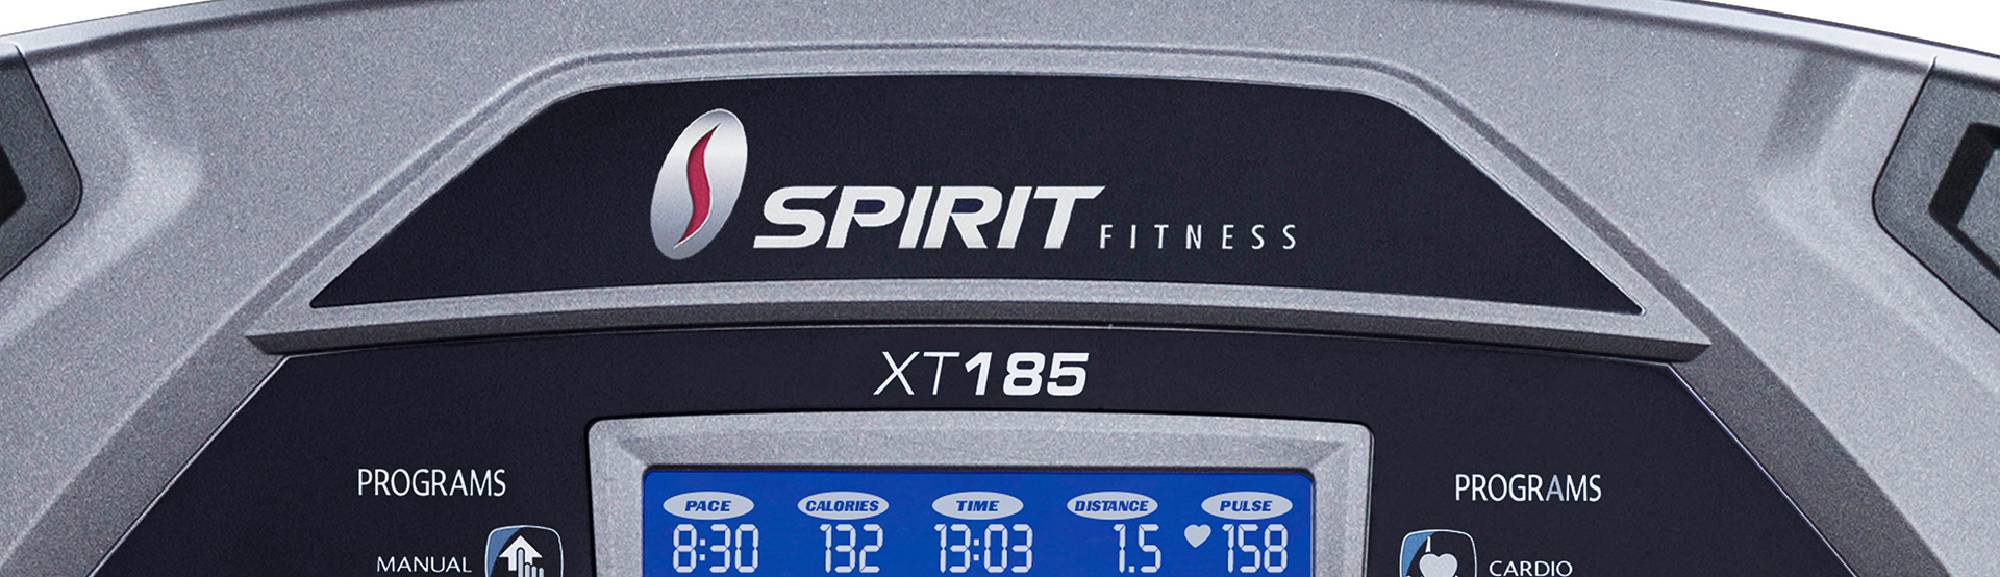 SPIRIT FITNESS
XT185
PROGRAMS
PROGRAMS
PACE CALORIES TIME DISTANCE PULSE
8:30 132 13:03 1.5 158
MANUAL
CARDIO